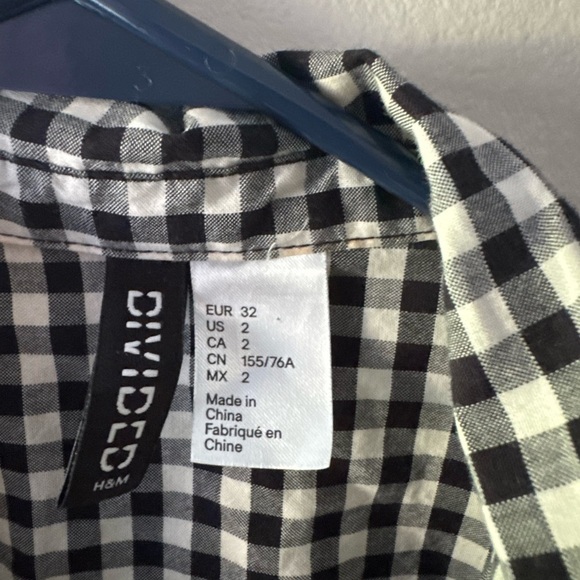 DIVIDED
H&M
EUR 32
US 2
CA 2
CN 155/76A
MX 2
Made in
China
Fabriqué en
Chine